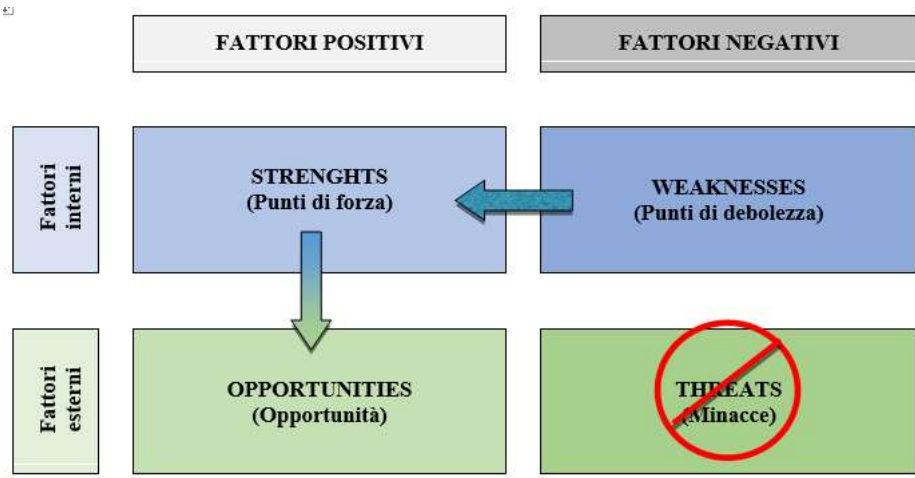 FATTORI POSITIVI
FATTORI NEGATIVI
Fattori
interni
STRENGHTS
(Punti di forza)
WEAKNESSES
(Punti di debolezza)
Fattori
esterni
OPPORTUNITIES
(Opportunità)
THREATS
(Minacce)